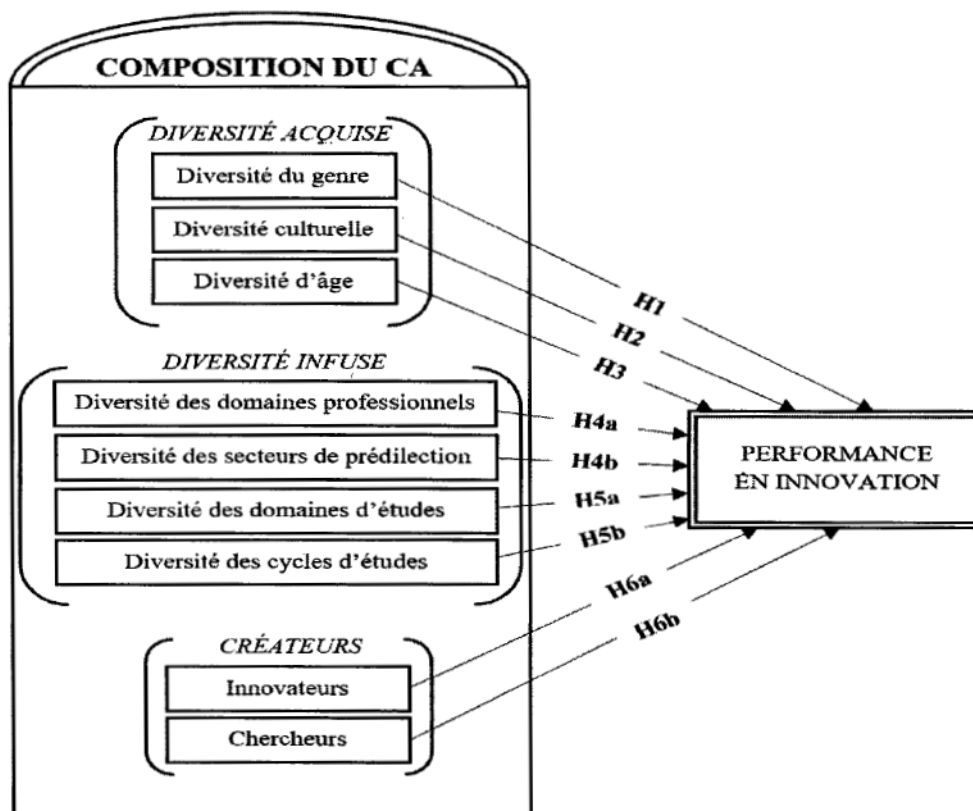 COMPOSITION DU CA
DIVERSITÉ ACQUISE
Diversité du genre
Diversité culturelle
Diversité d'âge
DIVERSITÉ INFUSE
Diversité des domaines professionnels
Diversité des secteurs de prédilection
Diversité des domaines d'études
Diversité des cycles d'études
CRÉATEURS
Innovateurs
Chercheurs
H1
H2
H3
H4a
H4b
H5a
H5b
H6a
H6b
PERFORMANCE
EN INNOVATION